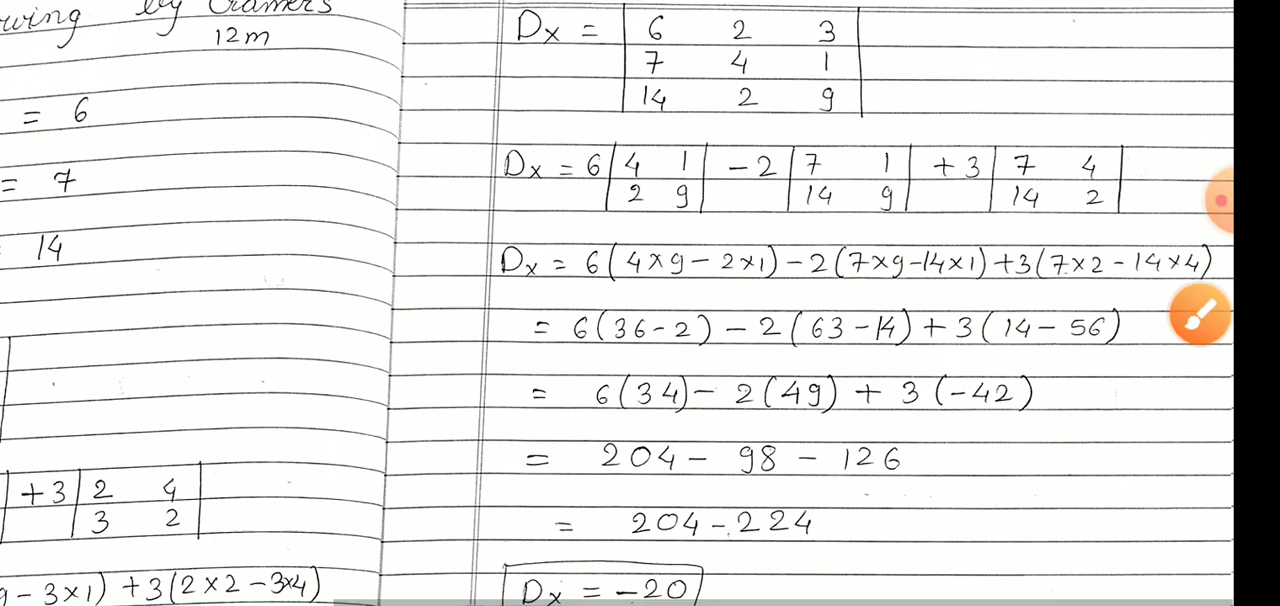 by Cramers
12m
= 6
= 7
14
+3 | 2 4 |
| 3 2 |
- 3×1) +3(2×2-3×4)
Dx = | 6 2 3 |
| 7 4 1 |
| 14 2 9 |
Dx = 6 | 4 1 | - 2 | 7 1 | + 3 | 7 4 |
| 2 9 | | 14 9 | | 14 2 |
Dx = 6(4×9-2×1)-2(7×9-14×1)+3(7×2-14×4)
= 6(36-2) - 2(63-14) + 3(14-56)
= 6(34)- 2(49) + 3(-42)
= 204- 98 - 126
= 204-224
Dx = -20